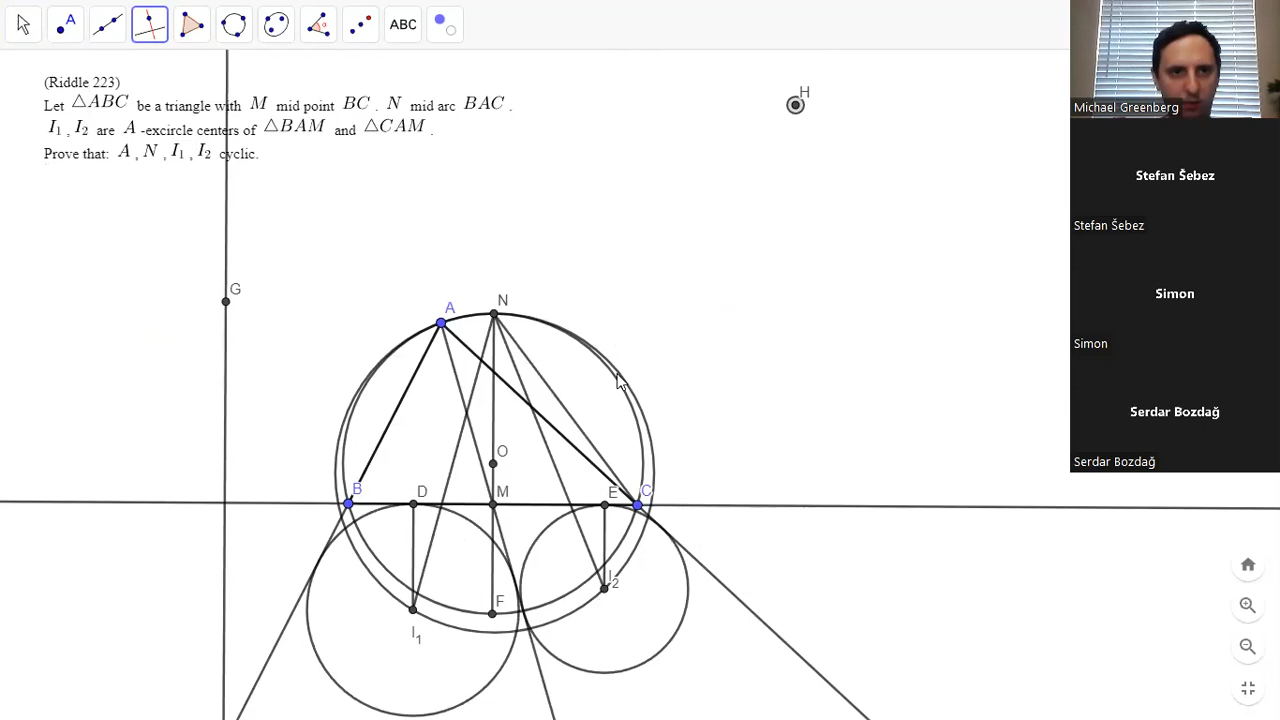 A
ABC
(Riddle 223)
Let △ABC be a triangle with M mid point BC . N mid arc BAC .
I₁ , I₂ are A -excircle centers of △BAM and △CAM .
Prove that: A , N , I₁ , I₂ cyclic.
H
G
A
N
O
B
D
M
E
C
I₂
F
I₁
Michael Greenberg
Stefan Šebez
Stefan Šebez
Simon
Simon
Serdar Bozdağ
Serdar Bozdağ